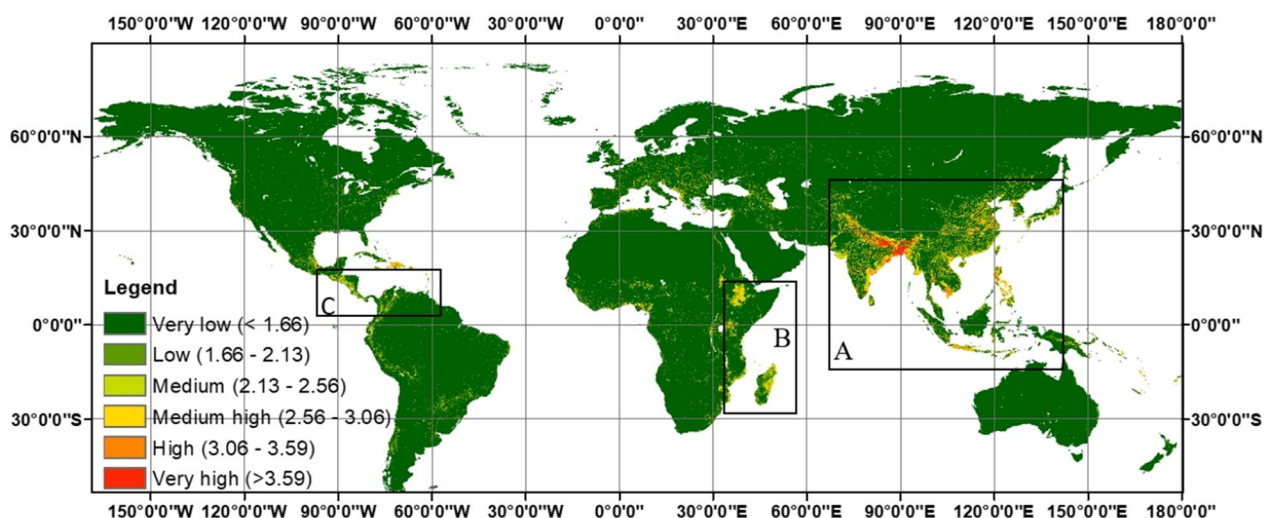 150°0'0"W 120°0'0"W 90°0'0"W 60°0'0"W 30°0'0"W 0°0'0" 30°0'0"E 60°0'0"E 90°0'0"E 120°0'0"E 150°0'0"E 180°0'0"
60°0'0"N 60°0'0"N
30°0'0"N 30°0'0"N
C
Legend
Very low (< 1.66)
0°0'0" 0°0'0"
B
A
Low (1.66 - 2.13)
Medium (2.13 - 2.56)
Medium high (2.56 - 3.06)
30°0'0"S 30°0'0"S
High (3.06 - 3.59)
Very high (>3.59)
150°0'0"W 120°0'0"W 90°0'0"W 60°0'0"W 30°0'0"W 0°0'0" 30°0'0"E 60°0'0"E 90°0'0"E 120°0'0"E 150°0'0"E 180°0'0"